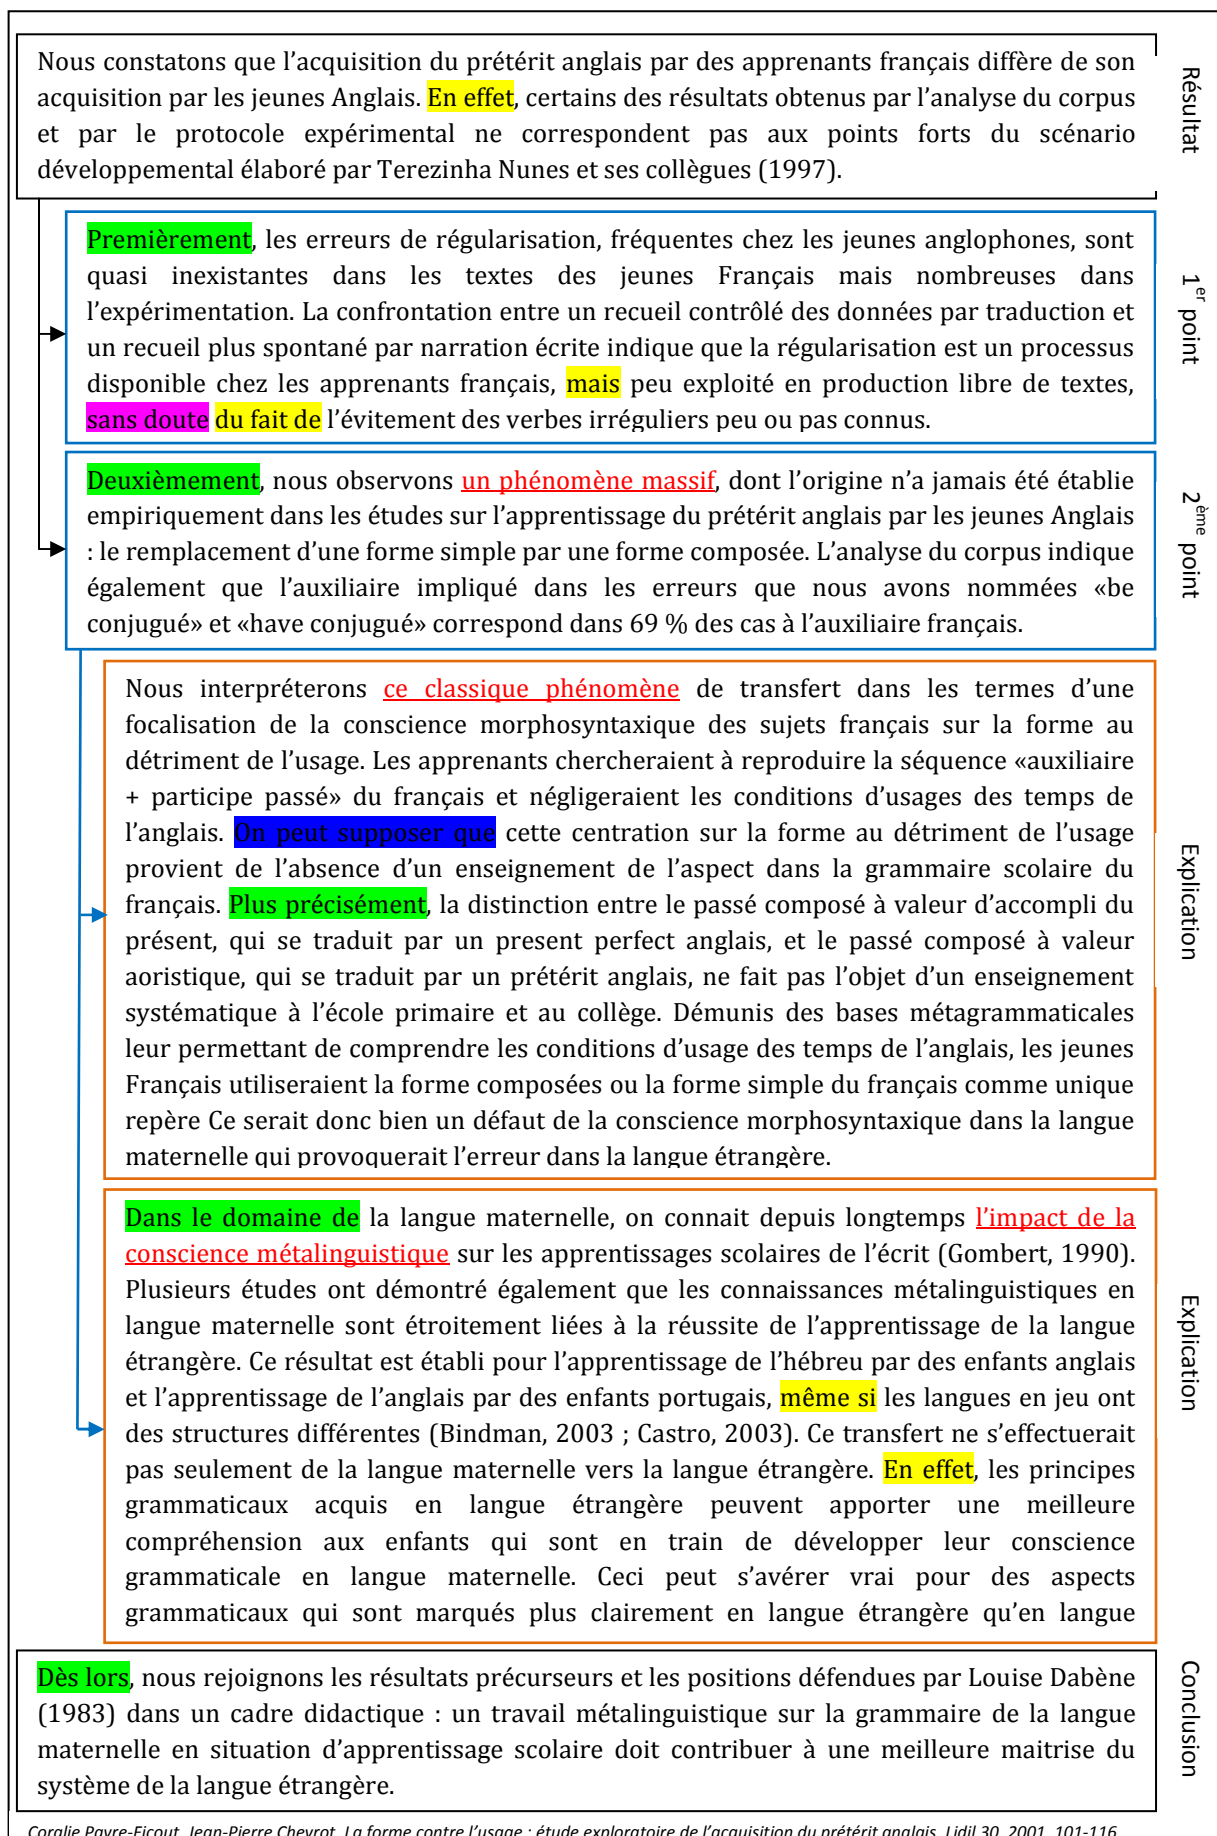 Nous constatons que l’acquisition du prétérit anglais par des apprenants français diffère de son
acquisition par les jeunes Anglais. En effet, certains des résultats obtenus par l’analyse du corpus
et par le protocole expérimental ne correspondent pas aux points forts du scénario
développemental élaboré par Terezinha Nunes et ses collègues (1997).
Résultat
Premièrement, les erreurs de régularisation, fréquentes chez les jeunes anglophones, sont
quasi inexistantes dans les textes des jeunes Français mais nombreuses dans
l’expérimentation. La confrontation entre un recueil contrôlé des données par traduction et
un recueil plus spontané par narration écrite indique que la régularisation est un processus
disponible chez les apprenants français, mais peu exploité en production libre de textes,
sans doute du fait de l’évitement des verbes irréguliers peu ou pas connus.
1er point
Deuxièmement, nous observons un phénomène massif, dont l’origine n’a jamais été établie
empiriquement dans les études sur l’apprentissage du prétérit anglais par les jeunes Anglais
: le remplacement d’une forme simple par une forme composée. L’analyse du corpus indique
également que l’auxiliaire impliqué dans les erreurs que nous avons nommées «be
conjugué» et «have conjugué» correspond dans 69 % des cas à l’auxiliaire français.
2ème point
Nous interpréterons ce classique phénomène de transfert dans les termes d’une
focalisation de la conscience morphosyntaxique des sujets français sur la forme au
détriment de l’usage. Les apprenants chercheraient à reproduire la séquence «auxiliaire
+ participe passé» du français et négligeraient les conditions d’usages des temps de
l’anglais. On peut supposer que cette centration sur la forme au détriment de l’usage
provient de l’absence d’un enseignement de l’aspect dans la grammaire scolaire du
français. Plus précisément, la distinction entre le passé composé à valeur d’accompli du
présent, qui se traduit par un present perfect anglais, et le passé composé à valeur
aoristique, qui se traduit par un prétérit anglais, ne fait pas l’objet d’un enseignement
systématique à l’école primaire et au collège. Démunis des bases métagrammaticales
leur permettant de comprendre les conditions d’usage des temps de l’anglais, les jeunes
Français utiliseraient la forme composées ou la forme simple du français comme unique
repère Ce serait donc bien un défaut de la conscience morphosyntaxique dans la langue
maternelle qui provoquerait l’erreur dans la langue étrangère.
Explication
Dans le domaine de la langue maternelle, on connait depuis longtemps l’impact de la
conscience métalinguistique sur les apprentissages scolaires de l’écrit (Gombert, 1990).
Plusieurs études ont démontré également que les connaissances métalinguistiques en
langue maternelle sont étroitement liées à la réussite de l’apprentissage de la langue
étrangère. Ce résultat est établi pour l’apprentissage de l’hébreu par des enfants anglais
et l’apprentissage de l’anglais par des enfants portugais, même si les langues en jeu ont
des structures différentes (Bindman, 2003 ; Castro, 2003). Ce transfert ne s’effectuerait
pas seulement de la langue maternelle vers la langue étrangère. En effet, les principes
grammaticaux acquis en langue étrangère peuvent apporter une meilleure
compréhension aux enfants qui sont en train de développer leur conscience
grammaticale en langue maternelle. Ceci peut s’avérer vrai pour des aspects
grammaticaux qui sont marqués plus clairement en langue étrangère qu’en langue
Explication
Dès lors, nous rejoignons les résultats précurseurs et les positions défendues par Louise Dabène
(1983) dans un cadre didactique : un travail métalinguistique sur la grammaire de la langue
maternelle en situation d’apprentissage scolaire doit contribuer à une meilleure maitrise du
système de la langue étrangère.
Conclusion
Coralie Payre-Ficout, Jean-Pierre Chevrot, La forme contre l’usage : étude exploratoire de l’acquisition du prétérit anglais, Lidil 30, 2001, 101-116